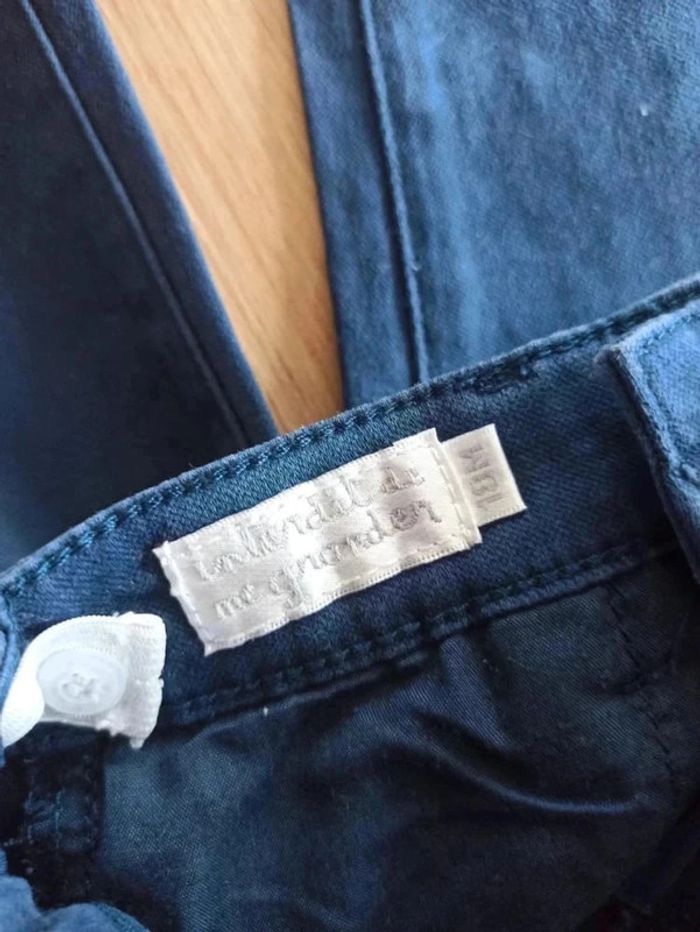 interdit de
me gronder
18M